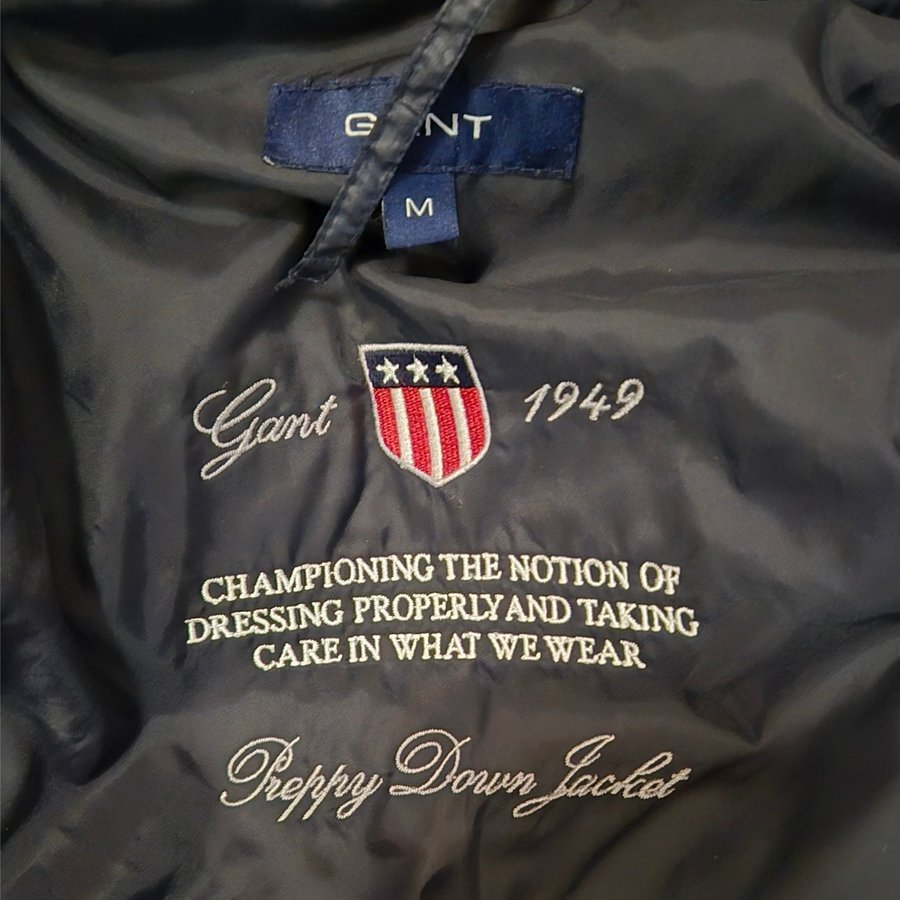 GANT
M
Gant 1949
CHAMPIONING THE NOTION OF
DRESSING PROPERLY AND TAKING
CARE IN WHAT WE WEAR
Preppy Down Jacket